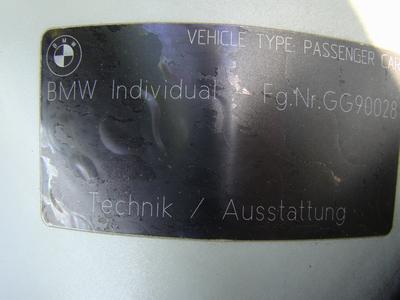 BMW
VEHICLE TYPE: PASSENGER CAR
BMW Individual - Fg.Nr.GG90028
Technik / Ausstattung